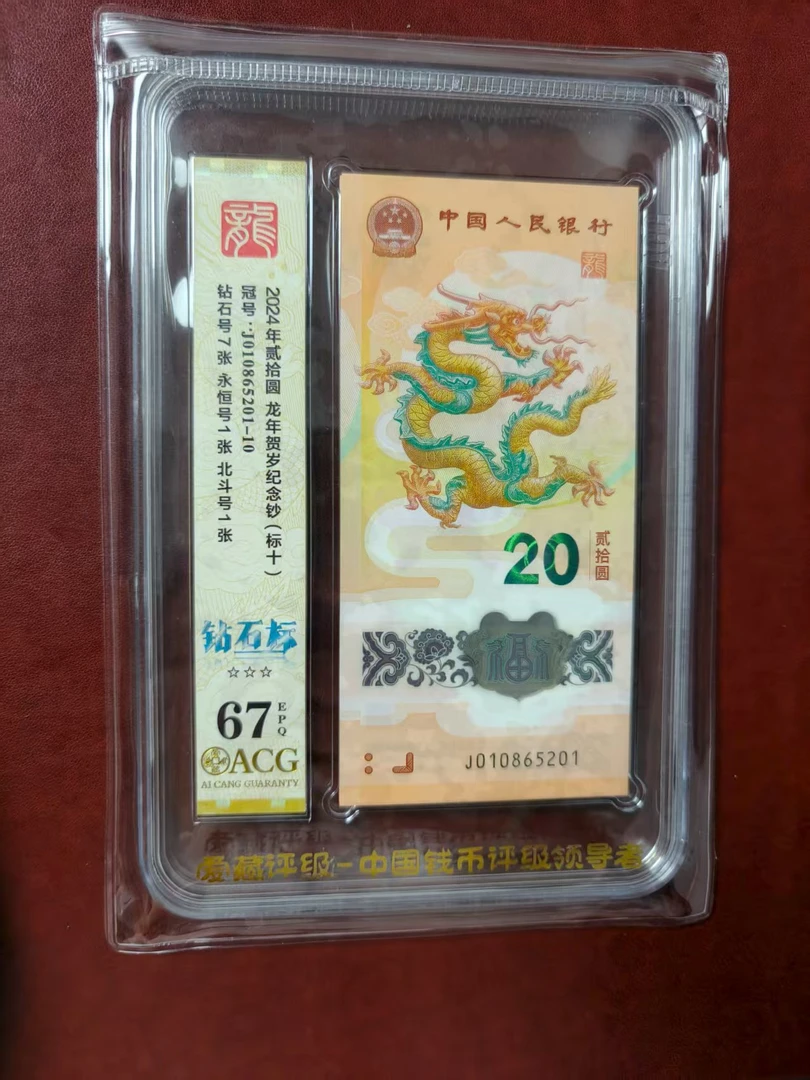 龍
2024年贰拾圆 龙年贺岁纪念钞(标十)
冠号:J010865201-10
钻石号7张 永恒号1张 北斗号1张
钻石标
☆☆☆
67 EPQ
ACG
AI CANG GUARANTY
中国人民银行
龍
20
贰拾圆
福
J010865201
爱藏评级-中国钱币评级领导者